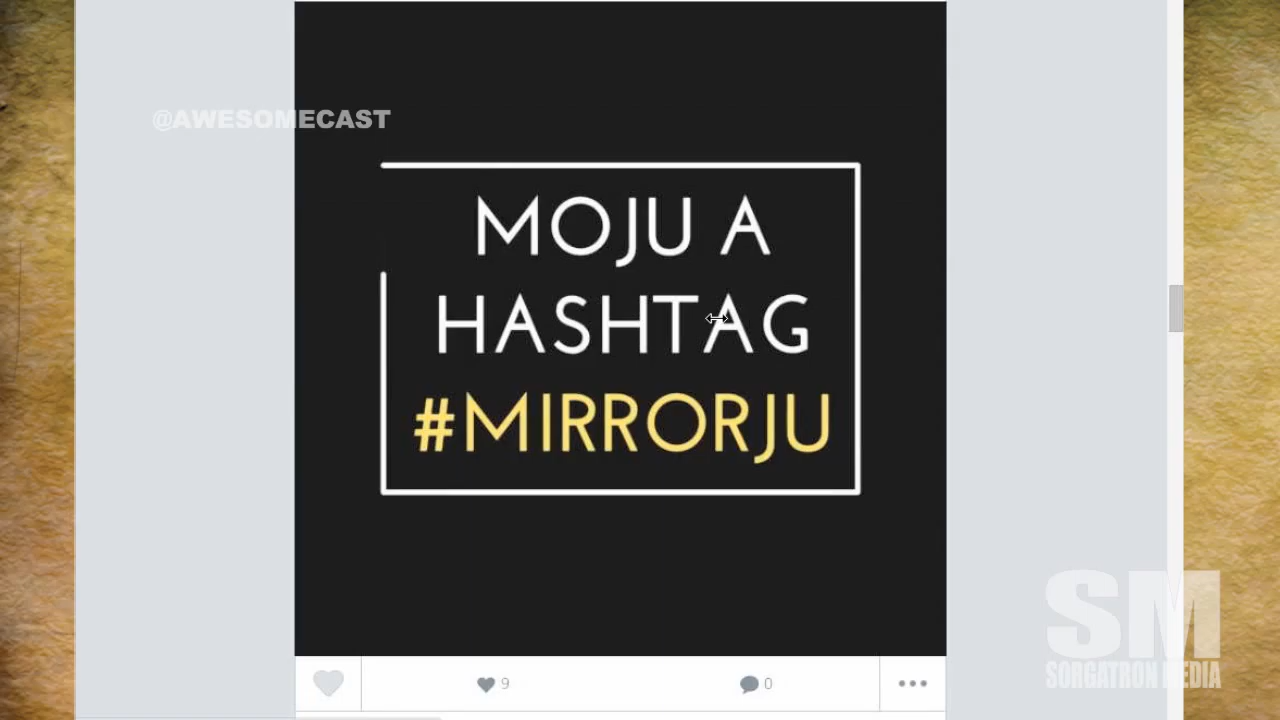 @AWESOMECAST
MOJU A
HASHTAG
#MIRRORJU
9
0
SM
SORGATRON MEDIA